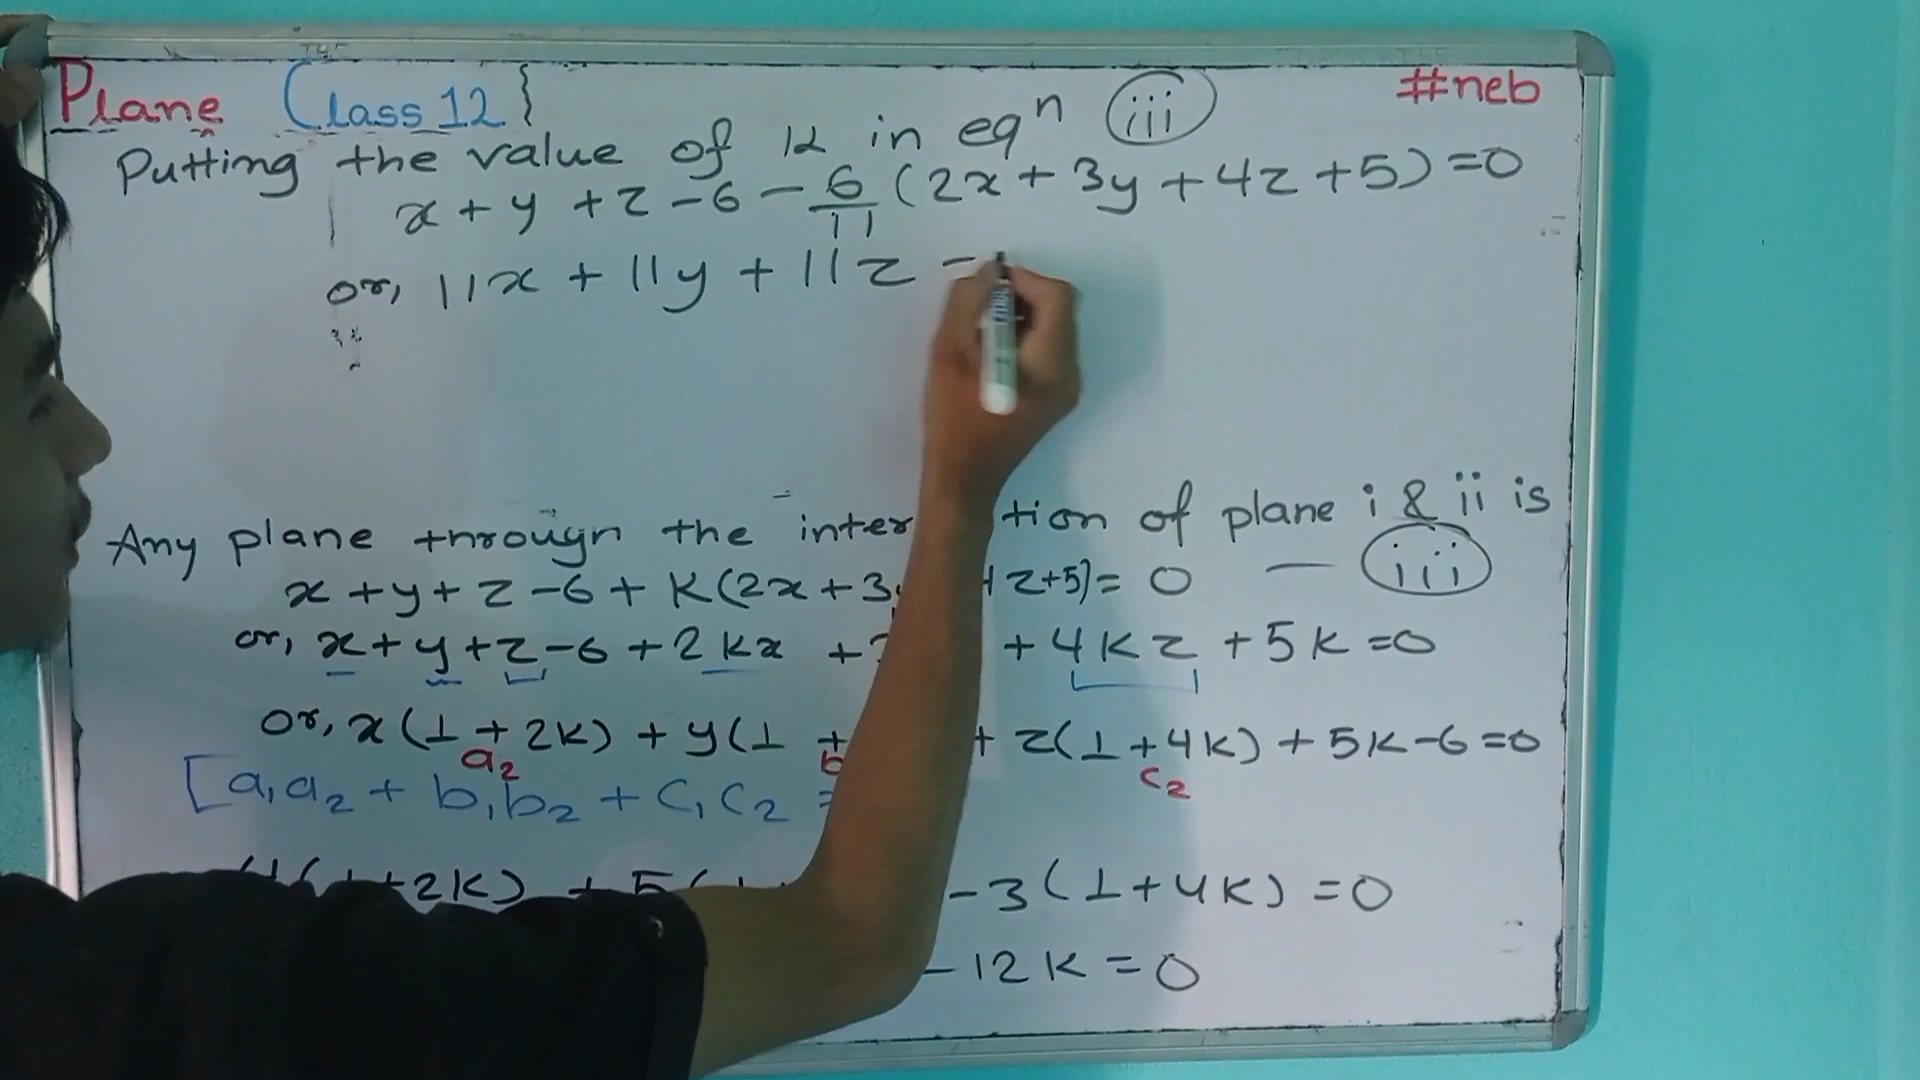 Plane Class 12 }
#neb
Putting the value of k in eqⁿ (iii)
x + y + z - 6 - 6/11 (2x + 3y + 4z + 5) = 0
or, 11x + 11y + 11z -
Any plane through the inter tion of plane i & ii is
x + y + z - 6 + K(2x + 3 z+5) = 0 — (iii)
or, x + y + z - 6 + 2kx + + 4kz + 5k = 0
or, x(1 + 2k) + y(1 + + z(1 + 4k) + 5k - 6 = 0
a₂ b c₂
[a₁a₂ + b₁b₂ + c₁c₂ =
+2k) + 5( - 3(1 + 4k) = 0
- 12k = 0